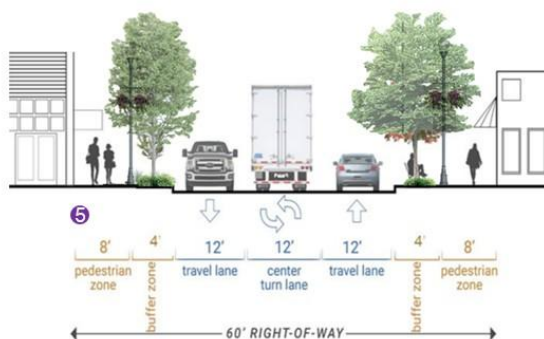 5
8' 4' 12' 12' 12' 4' 8'
pedestrian zone
buffer zone
travel lane
center turn lane
travel lane
buffer zone
pedestrian zone
60' RIGHT-OF-WAY